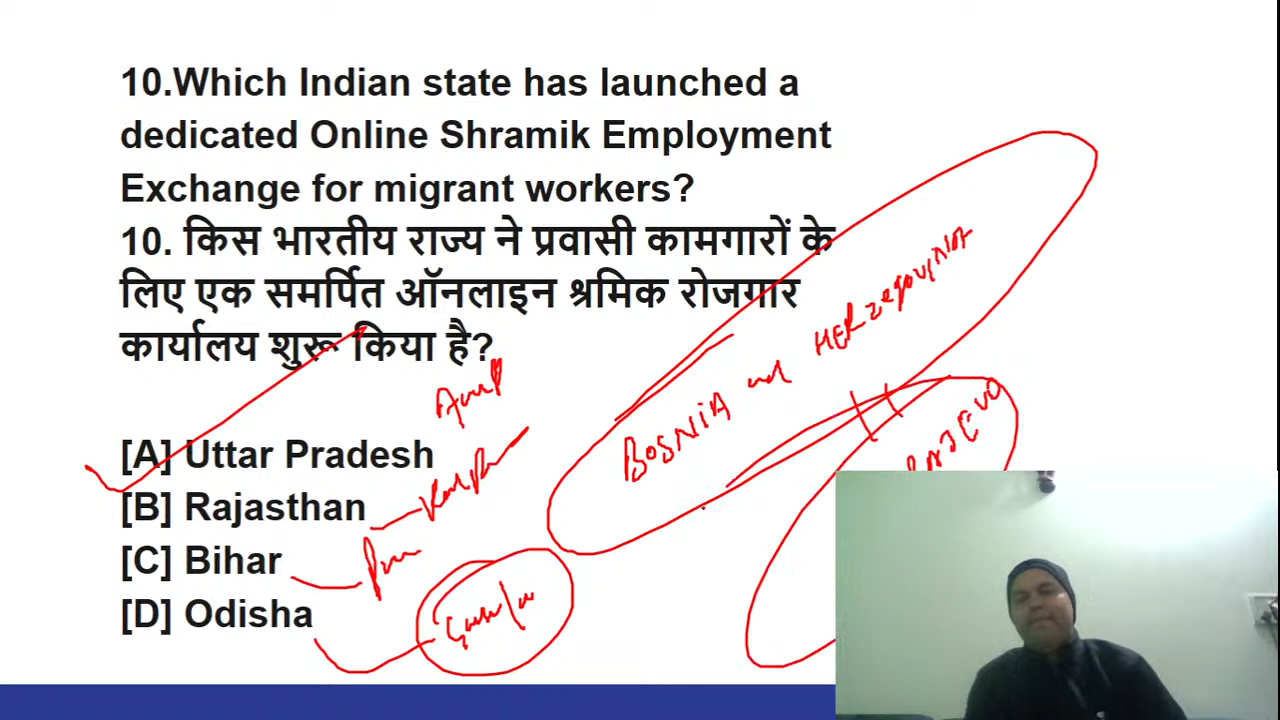 10.Which Indian state has launched a
dedicated Online Shramik Employment
Exchange for migrant workers?
10. किस भारतीय राज्य ने प्रवासी कामगारों के
लिए एक समर्पित ऑनलाइन श्रमिक रोजगार
कार्यालय शुरू किया है?
[A] Uttar Pradesh
[B] Rajasthan
[C] Bihar
[D] Odisha
BOSNIA and HERzegovina